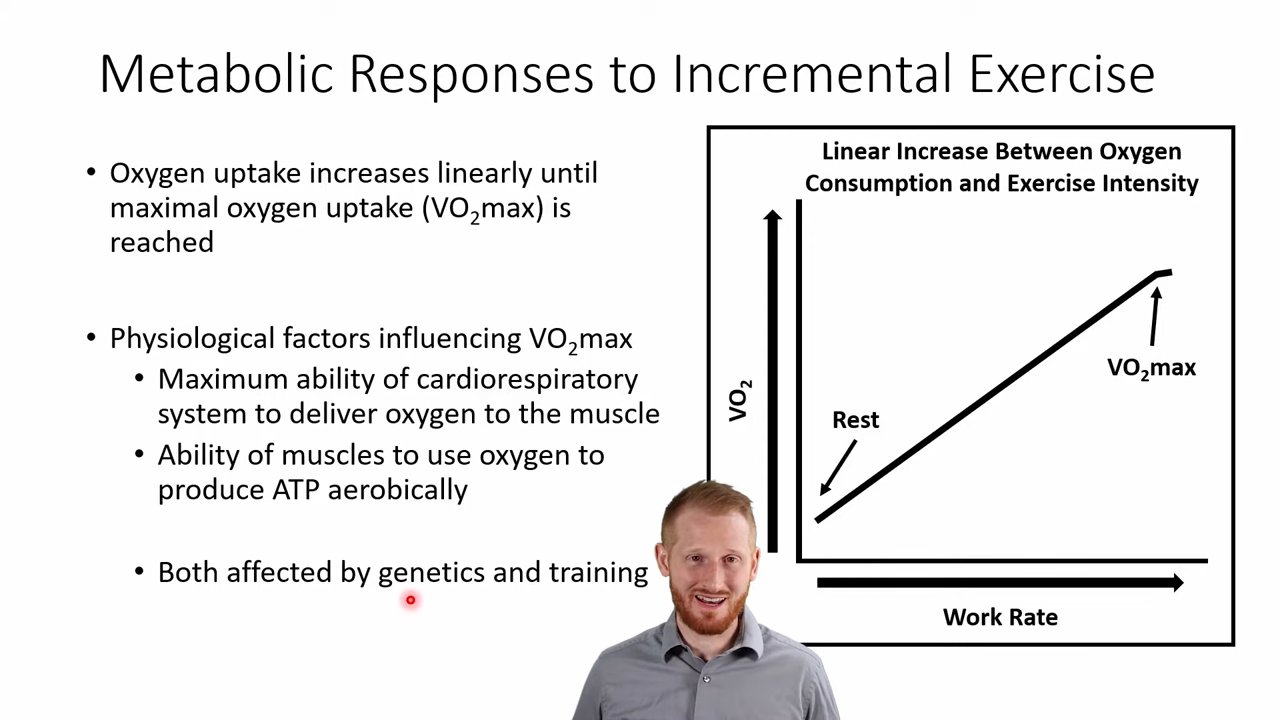 Metabolic Responses to Incremental Exercise
• Oxygen uptake increases linearly until
maximal oxygen uptake (VO₂max) is
reached
• Physiological factors influencing VO₂max
• Maximum ability of cardiorespiratory
system to deliver oxygen to the muscle
• Ability of muscles to use oxygen to
produce ATP aerobically
• Both affected by genetics and training
Linear Increase Between Oxygen
Consumption and Exercise Intensity
VO₂
Rest
VO₂max
Work Rate